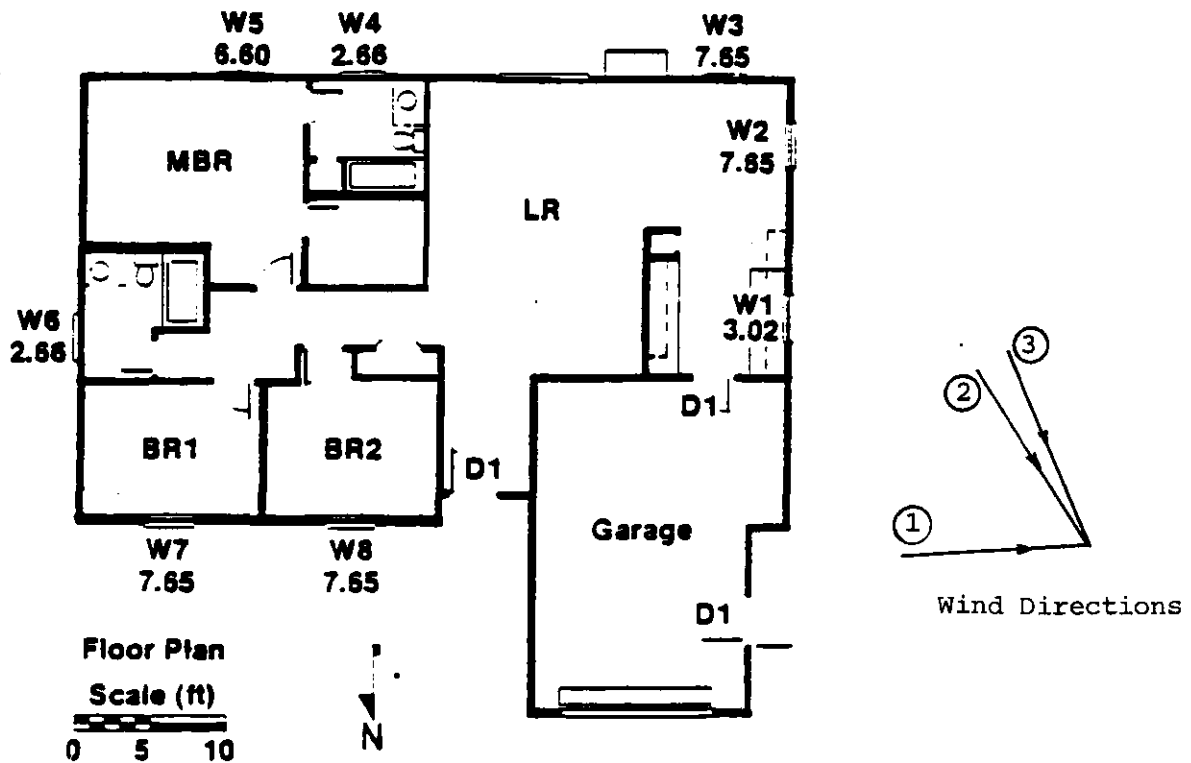 W5
6.60
W4
2.66
W3
7.65
W2
7.65
MBR
LR
W1
3.02
W6
2.66
D1
BR1
BR2
D1
Garage
W7
7.65
W8
7.65
D1
Floor Plan
Scale (ft)
0 5 10
N
1
2
3
Wind Directions